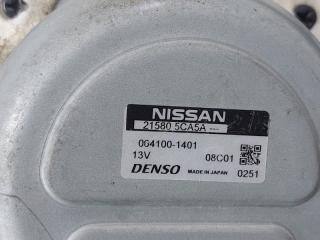 NISSAN
21580 5CA5A --
064100-1401
13V 08C01
DENSO MADE IN JAPAN 0251